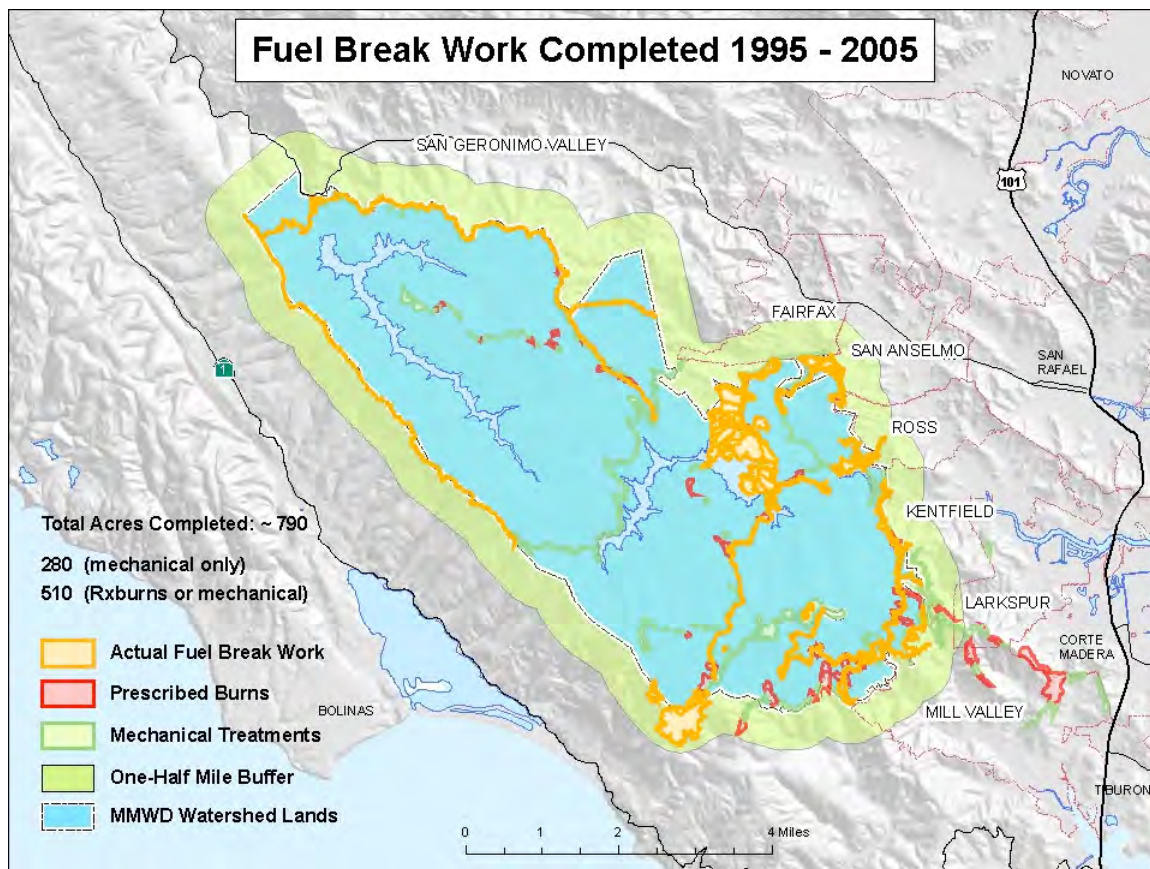 Fuel Break Work Completed 1995 - 2005
NOVATO
SAN GERONIMO VALLEY
101
FAIRFAX
SAN ANSELMO
SAN
RAFAEL
1
ROSS
KENTFIELD
Total Acres Completed: ~ 790
280 (mechanical only)
510 (Rxburns or mechanical)
LARKSPUR
CORTE
MADERA
Actual Fuel Break Work
Prescribed Burns
BOLINAS
MILL VALLEY
Mechanical Treatments
One-Half Mile Buffer
TIBURON
MMWD Watershed Lands
0 1 2 4 Miles